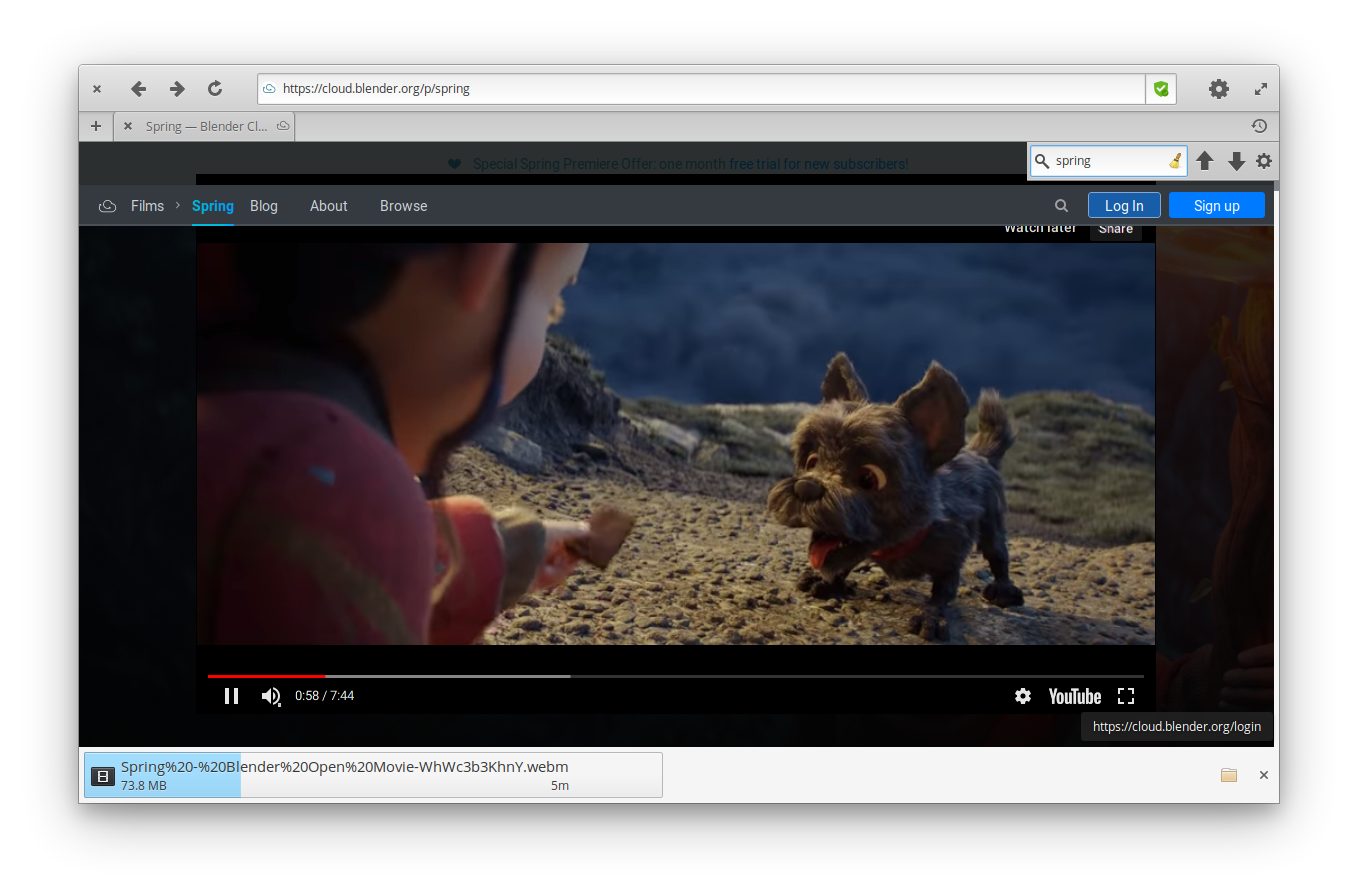 https://cloud.blender.org/p/spring
Spring — Blender Cl...
Special Spring Premiere Offer: one month free trial for new subscribers!
spring
Films
Spring
Blog
About
Browse
Log In
Sign up
Watch later
Share
0:58 / 7:44
YouTube
https://cloud.blender.org/login
Spring%20-%20Blender%20Open%20Movie-WhWc3b3KhnY.webm
73.8 MB
5m